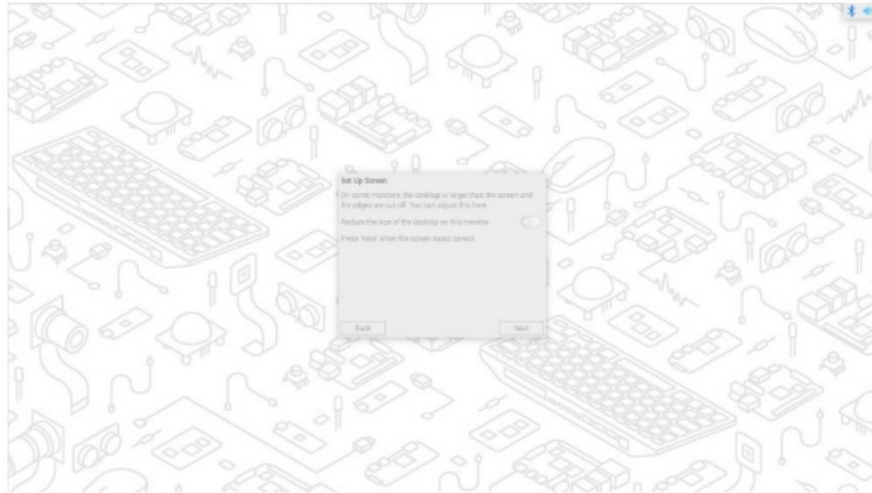 Set Up Screen
On some monitors, the desktop is larger than the screen and
the edges are cut off. You can adjust this here.
Reduce the size of the desktop on this monitor
Press 'Next' when the screen looks correct
Back
Next